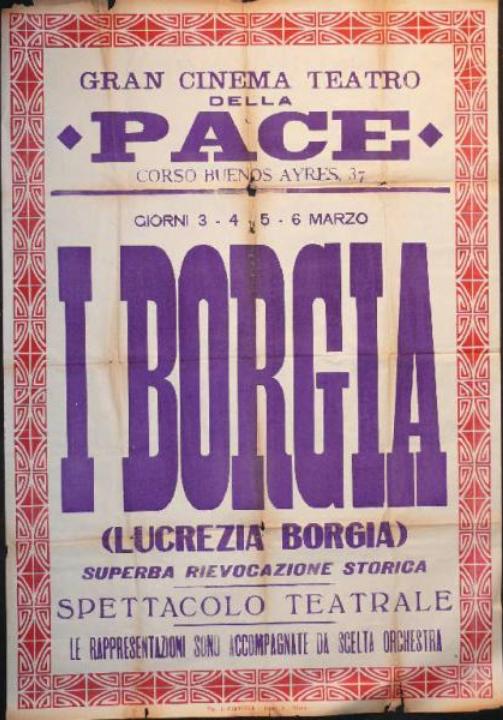 GRAN CINEMA TEATRO
DELLA
PACE
CORSO BUENOS AYRES, 37
GIORNI 3 - 4 - 5 - 6 MARZO
I BORGIA
(LUCREZIA BORGIA)
SUPERBA RIEVOCAZIONE STORICA
SPETTACOLO TEATRALE
LE RAPPRESENTAZIONI SONO ACCOMPAGNATE DA SCELTA ORCHESTRA